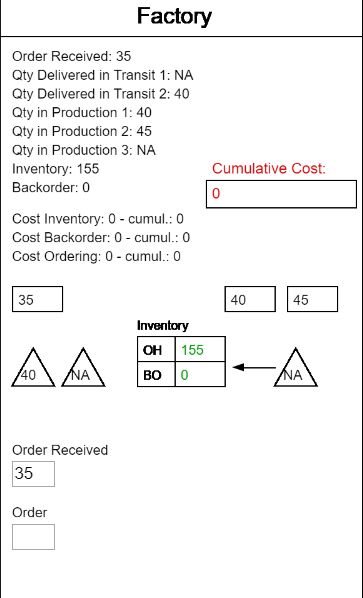 Factory
Order Received: 35
Qty Delivered in Transit 1: NA
Qty Delivered in Transit 2: 40
Qty in Production 1: 40
Qty in Production 2: 45
Qty in Production 3: NA
Inventory: 155
Cumulative Cost:
Backorder: 0
0
Cost Inventory: 0 - cumul.: 0
Cost Backorder: 0 - cumul.: 0
Cost Ordering: 0 - cumul.: 0
35 40 45
Inventory
OH 155
40 NA BO 0 NA
Order Received
35
Order